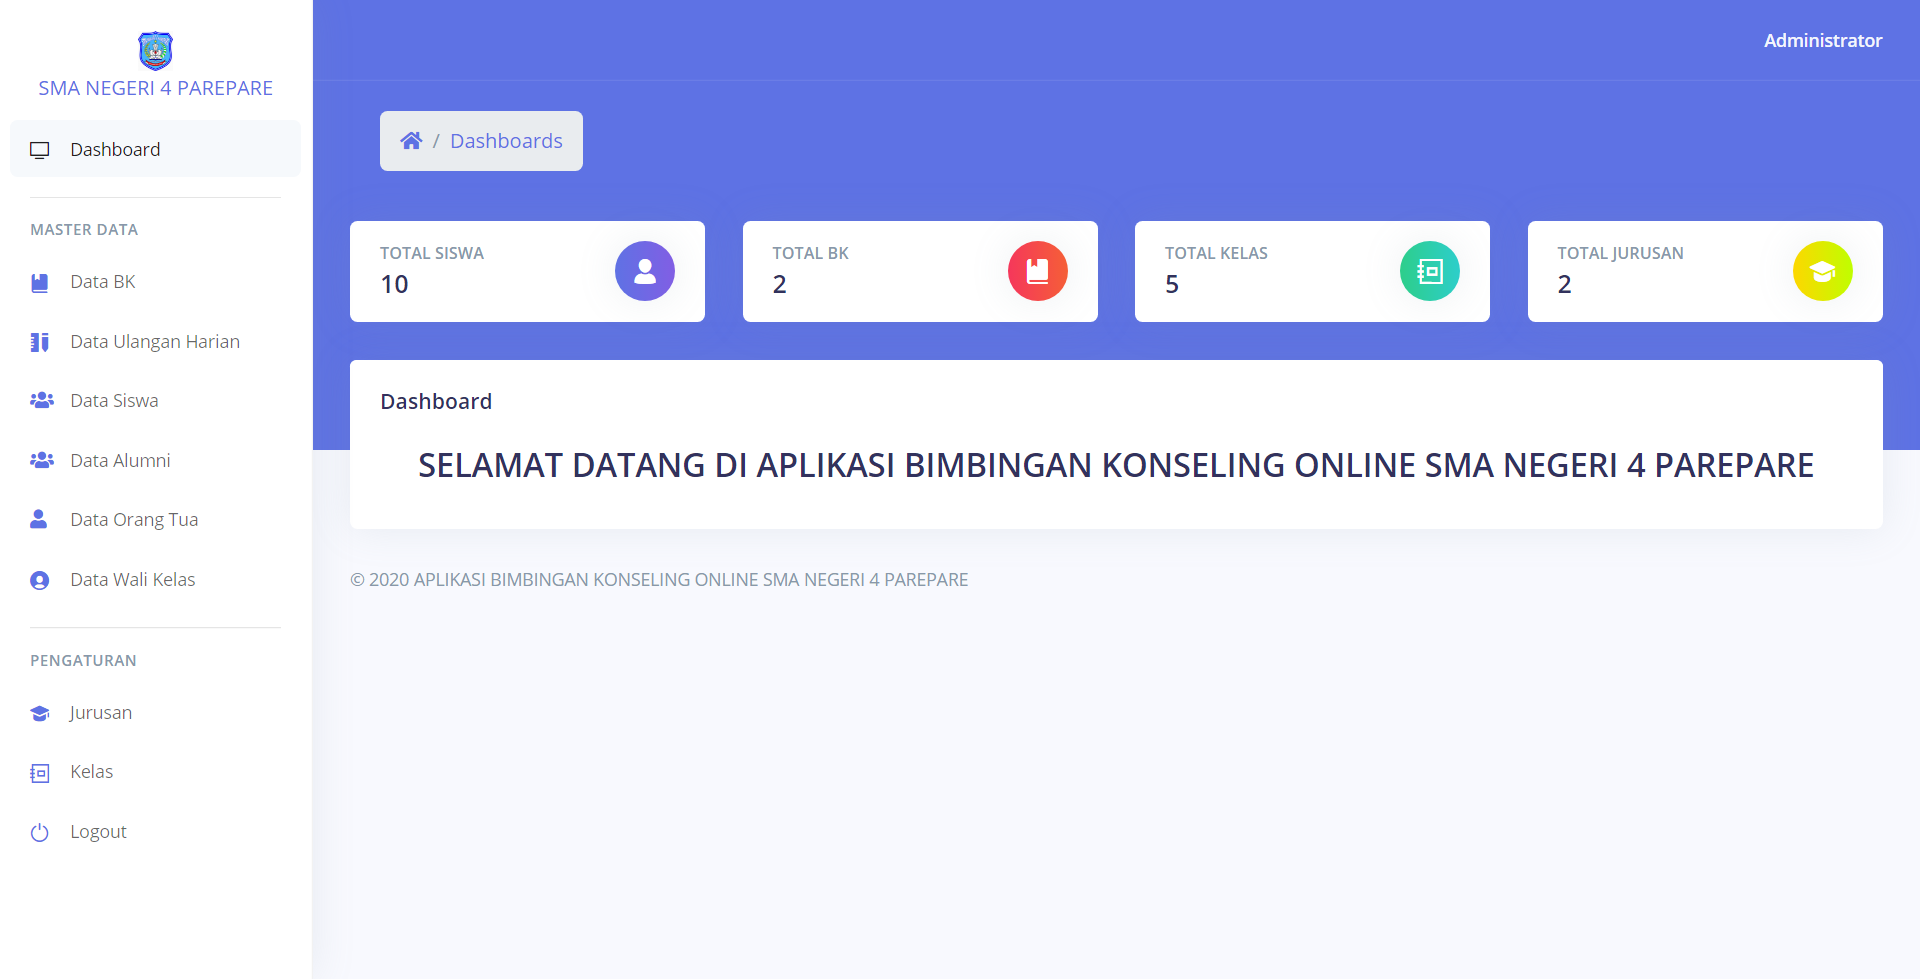 SMA NEGERI 4 PAREPARE
Dashboard
MASTER DATA
Data BK
Data Ulangan Harian
Data Siswa
Data Alumni
Data Orang Tua
Data Wali Kelas
PENGATURAN
Jurusan
Kelas
Logout
Administrator
/ Dashboards
TOTAL SISWA
10
TOTAL BK
2
TOTAL KELAS
5
TOTAL JURUSAN
2
Dashboard
SELAMAT DATANG DI APLIKASI BIMBINGAN KONSELING ONLINE SMA NEGERI 4 PAREPARE
© 2020 APLIKASI BIMBINGAN KONSELING ONLINE SMA NEGERI 4 PAREPARE